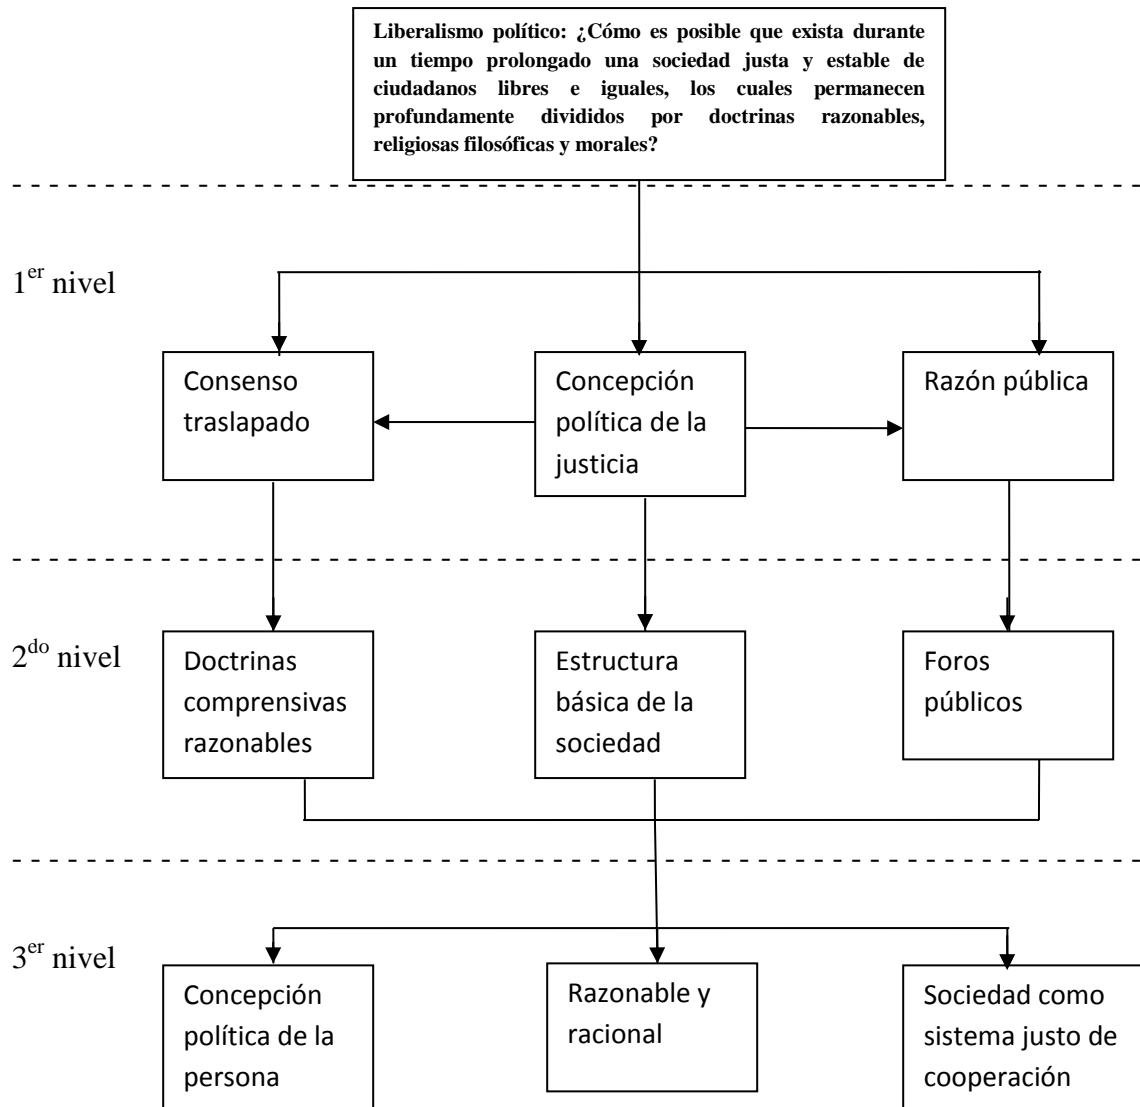 Liberalismo político: ¿Cómo es posible que exista durante
un tiempo prolongado una sociedad justa y estable de
ciudadanos libres e iguales, los cuales permanecen
profundamente divididos por doctrinas razonables,
religiosas filosóficas y morales?
1er nivel
Consenso
traslapado
Concepción
política de la
justicia
Razón pública
2do nivel
Doctrinas
comprensivas
razonables
Estructura
básica de la
sociedad
Foros
públicos
3er nivel
Concepción
política de la
persona
Razonable y
racional
Sociedad como
sistema justo de
cooperación